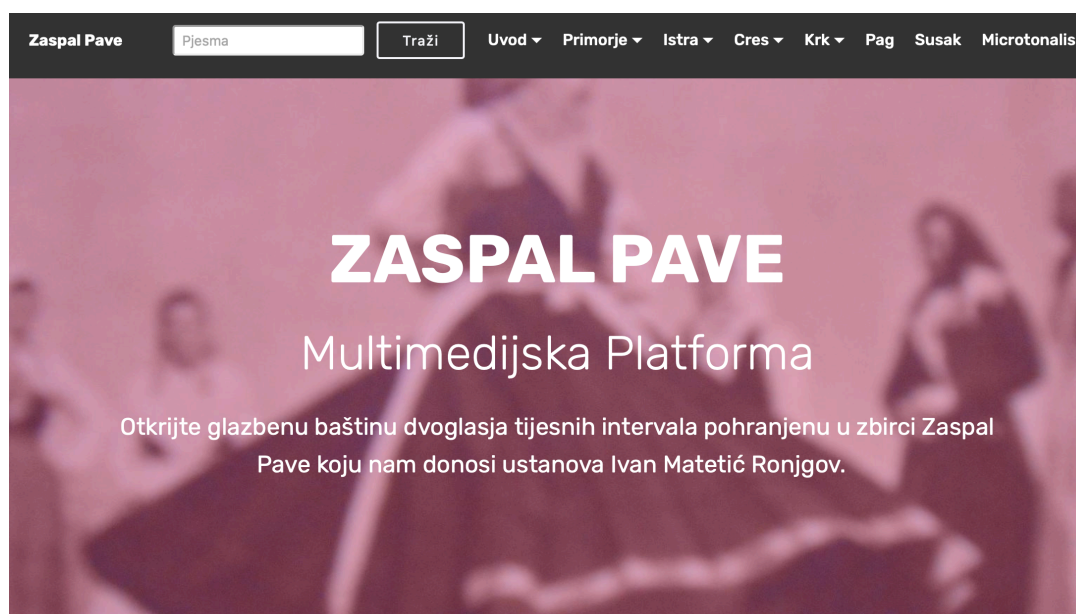 Zaspal Pave Pjesma Traži Uvod Primorje Istra Cres Krk Pag Susak Microtonalis
ZASPAL PAVE
Multimedijska Platforma
Otkrijte glazbenu baštinu dvoglasja tijesnih intervala pohranjenu u zbirci Zaspal
Pave koju nam donosi ustanova Ivan Matetić Ronjgov.